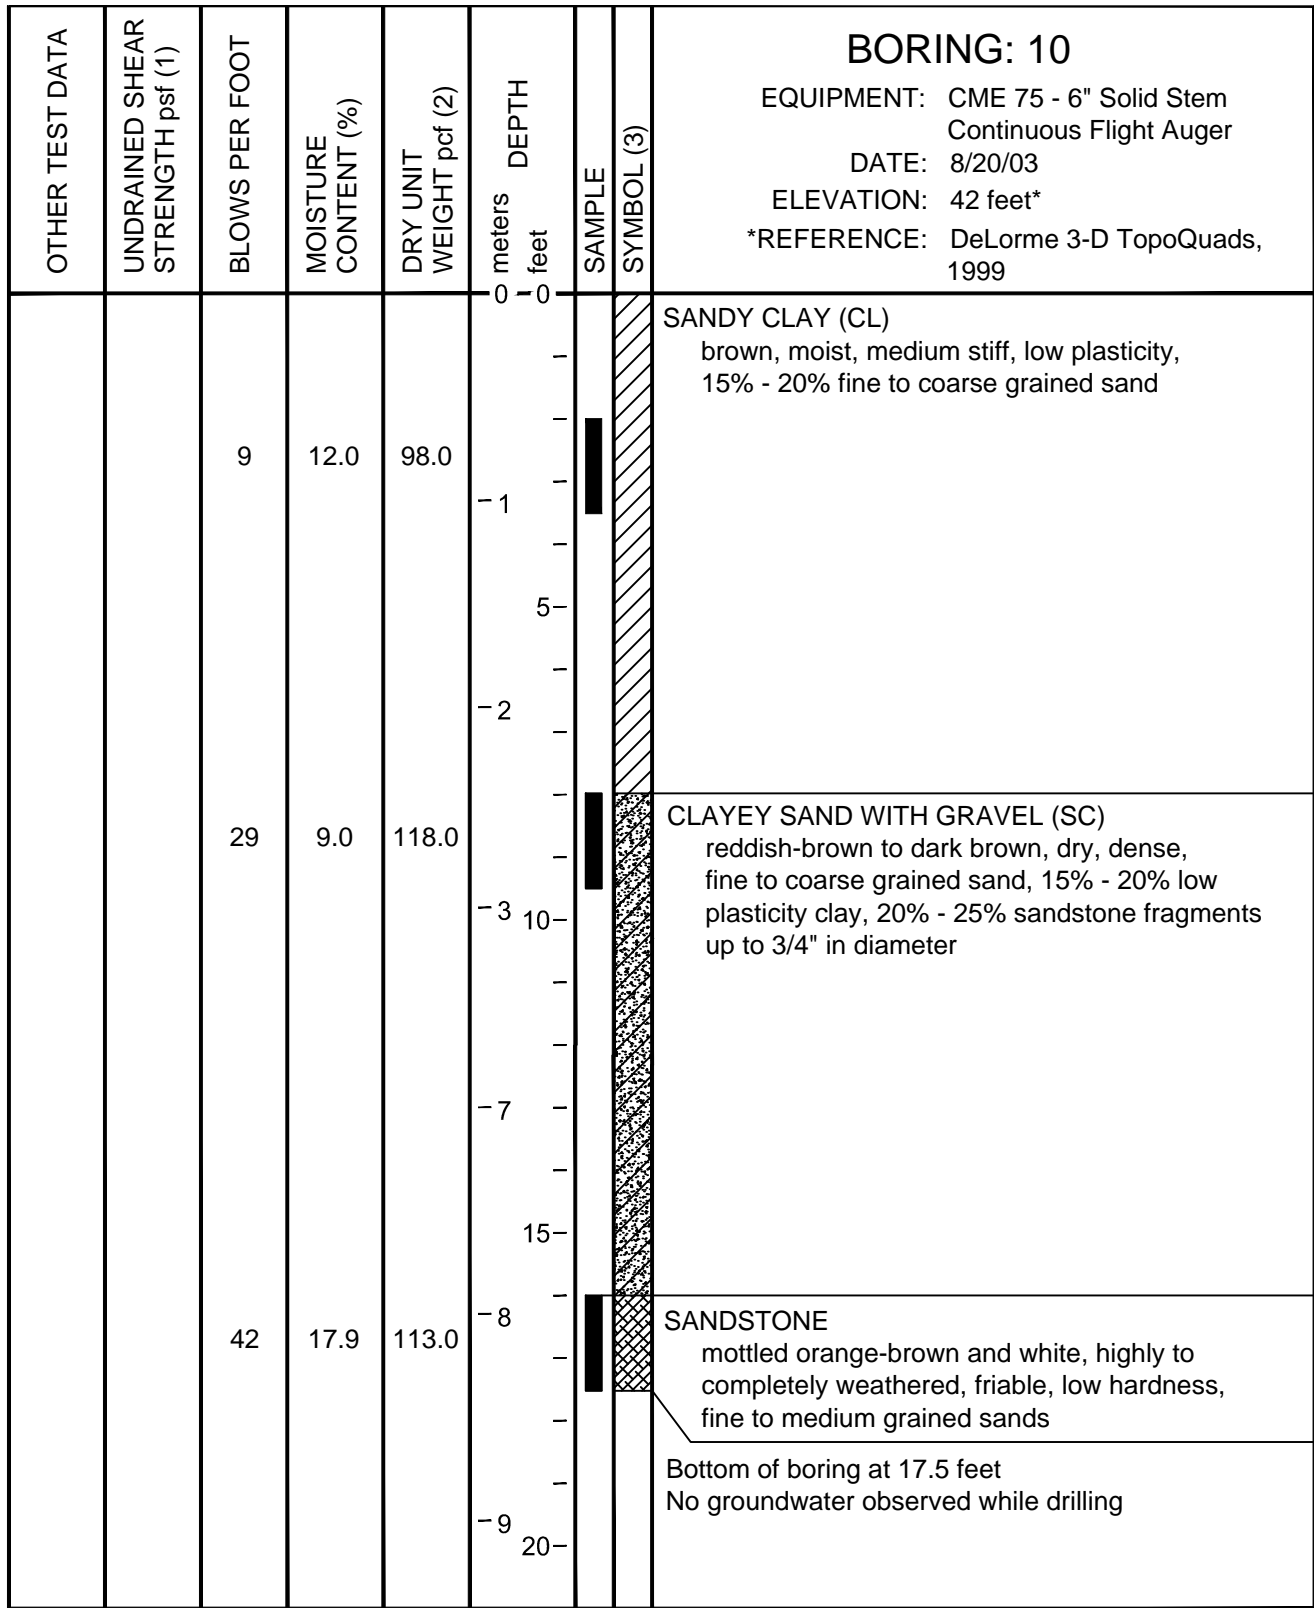 OTHER TEST DATA
UNDRAINED SHEAR
STRENGTH psf (1)
BLOWS PER FOOT
MOISTURE
CONTENT (%)
DRY UNIT
WEIGHT pcf (2)
DEPTH
meters
feet
SAMPLE
SYMBOL (3)
BORING: 10
EQUIPMENT: CME 75 - 6" Solid Stem
Continuous Flight Auger
DATE: 8/20/03
ELEVATION: 42 feet*
*REFERENCE: DeLorme 3-D TopoQuads,
1999
0 0
SANDY CLAY (CL)
brown, moist, medium stiff, low plasticity,
15% - 20% fine to coarse grained sand
9 12.0 98.0
1
5
2
CLAYEY SAND WITH GRAVEL (SC)
29 9.0 118.0
reddish-brown to dark brown, dry, dense,
fine to coarse grained sand, 15% - 20% low
3 10
plasticity clay, 20% - 25% sandstone fragments
up to 3/4" in diameter
7
15
8
SANDSTONE
42 17.9 113.0
mottled orange-brown and white, highly to
completely weathered, friable, low hardness,
fine to medium grained sands
Bottom of boring at 17.5 feet
No groundwater observed while drilling
9
20